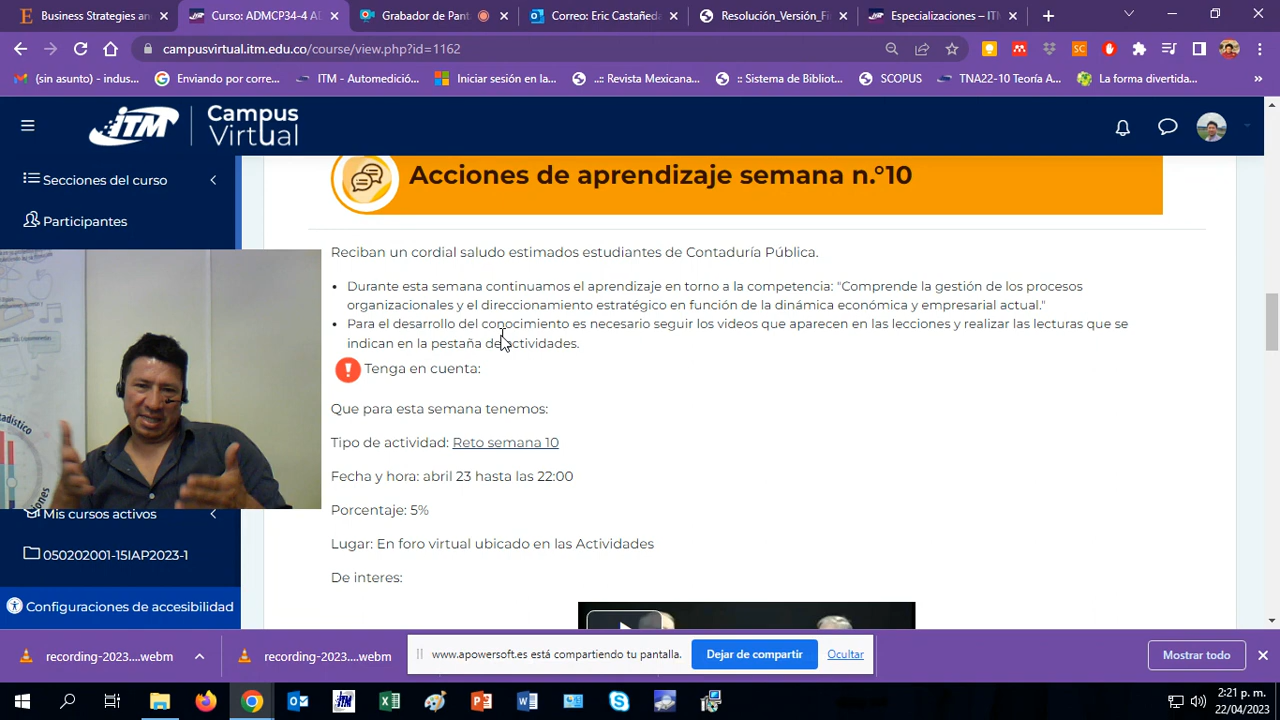 Business Strategies an
Curso: ADMCP34-4 AD
Grabador de Pant
Correo: Eric Castañeda
Resolución_Versión_Fi
Especializaciones – IT
campusvirtual.itm.edu.co/course/view.php?id=1162
(sin asunto) - indus...
Enviando por corre...
ITM - Automedició...
Iniciar sesión en la...
..: Revista Mexicana...
:: Sistema de Bibliot...
SCOPUS
TNA22-10 Teoría A...
La forma divertida...
iTM
Campus
Virtual
Secciones del curso
Participantes
Mis cursos activos
050202001-15IAP2023-1
Configuraciones de accesibilidad
Acciones de aprendizaje semana n.°10
Reciban un cordial saludo estimados estudiantes de Contaduría Pública.
Durante esta semana continuamos el aprendizaje en torno a la competencia: "Comprende la gestión de los procesos
organizacionales y el direccionamiento estratégico en función de la dinámica económica y empresarial actual."
Para el desarrollo del conocimiento es necesario seguir los videos que aparecen en las lecciones y realizar las lecturas que se
indican en la pestaña de actividades.
Tenga en cuenta:
Que para esta semana tenemos:
Tipo de actividad: Reto semana 10
Fecha y hora: abril 23 hasta las 22:00
Porcentaje: 5%
Lugar: En foro virtual ubicado en las Actividades
De interes:
recording-2023....webm
recording-2023....webm
www.apowersoft.es está compartiendo tu pantalla.
Dejar de compartir
Ocultar
Mostrar todo
2:21 p. m.
22/04/2023